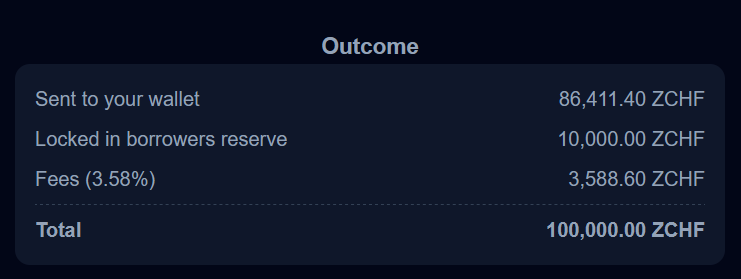 Outcome
Sent to your wallet 86,411.40 ZCHF
Locked in borrowers reserve 10,000.00 ZCHF
Fees (3.58%) 3,588.60 ZCHF
Total 100,000.00 ZCHF